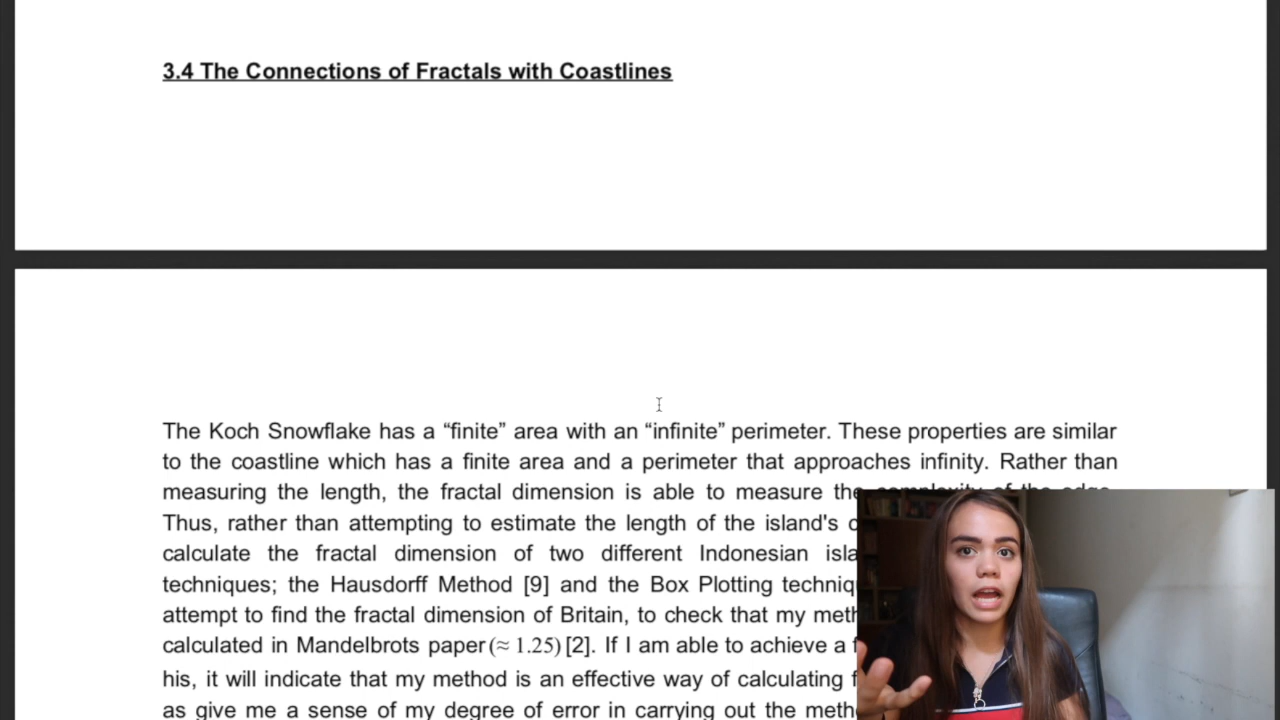 3.4 The Connections of Fractals with Coastlines
The Koch Snowflake has a “finite” area with an “infinite” perimeter. These properties are similar
to the coastline which has a finite area and a perimeter that approaches infinity. Rather than
measuring the length, the fractal dimension is able to measure the complexity of the edge.
Thus, rather than attempting to estimate the length of the island's
calculate the fractal dimension of two different Indonesian
techniques; the Hausdorff Method [9] and the Box Plotting
attempt to find the fractal dimension of Britain, to check that my
calculated in Mandelbrots paper (≈ 1.25) [2]. If I am able to achieve a
his, it will indicate that my method is an effective way of calculating
as give me a sense of my degree of error in carrying out the